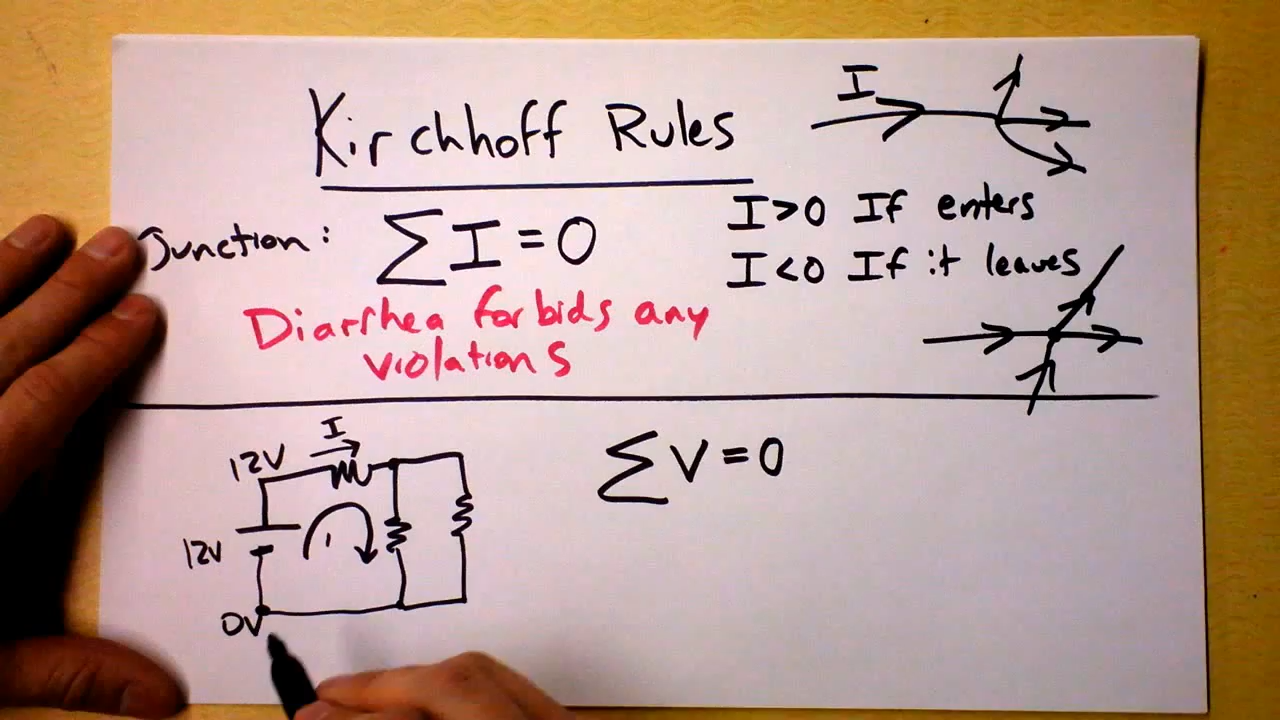 Kirchhoff Rules
I
Junction: ∑I=0
I>0 If enters
I<0 If it leaves
Diarrhea forbids any
violations
I
12V
12V
1
0V
∑V=0